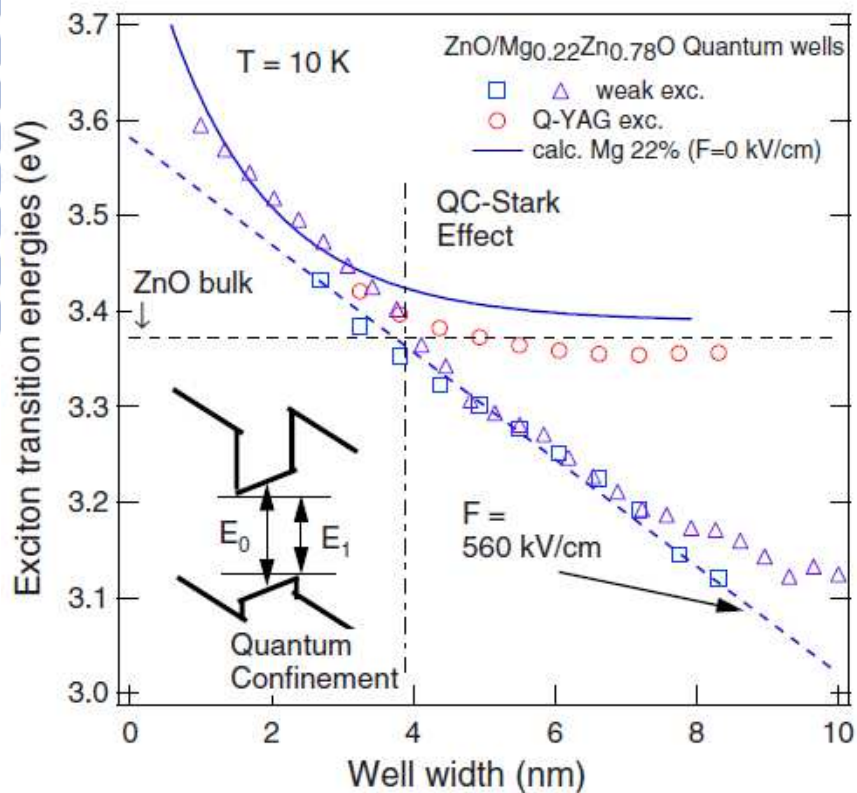 3.7
3.6
3.5
3.4
3.3
3.2
3.1
3.0
Exciton transition energies (eV)
T = 10 K
ZnO/Mg0.22Zn0.78O Quantum wells
weak exc.
Q-YAG exc.
calc. Mg 22% (F=0 kV/cm)
QC-Stark
Effect
ZnO bulk
↓
E0
E1
F =
560 kV/cm
Quantum
Confinement
0
2
4
6
8
10
Well width (nm)